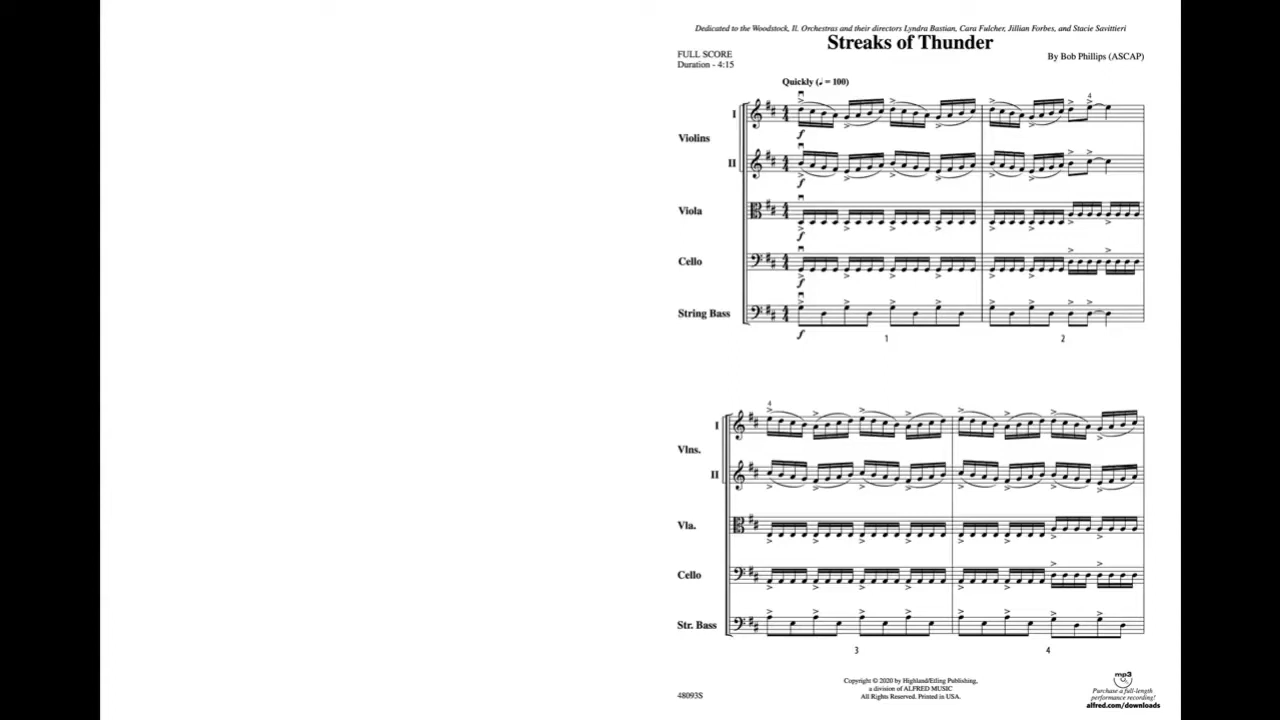 Dedicated to the Woodstock, IL Orchestras and their directors Lyndra Bastian, Cara Fulcher, Jillian Forbes, and Stacie Savittieri
Streaks of Thunder
FULL SCORE
Duration - 4:15
By Bob Phillips (ASCAP)
Quickly (♩ = 100)
4
I
Violins
II
Viola
Cello
String Bass
f
f
f
f
f
1
2
4
I
Vlns.
II
Vla.
Cello
Str. Bass
3
4
Copyright © 2020 by Highland/Etling Publishing,
a division of ALFRED MUSIC
All Rights Reserved. Printed in USA.
48093S
mp3
Purchase a full-length
performance recording!
alfred.com/downloads